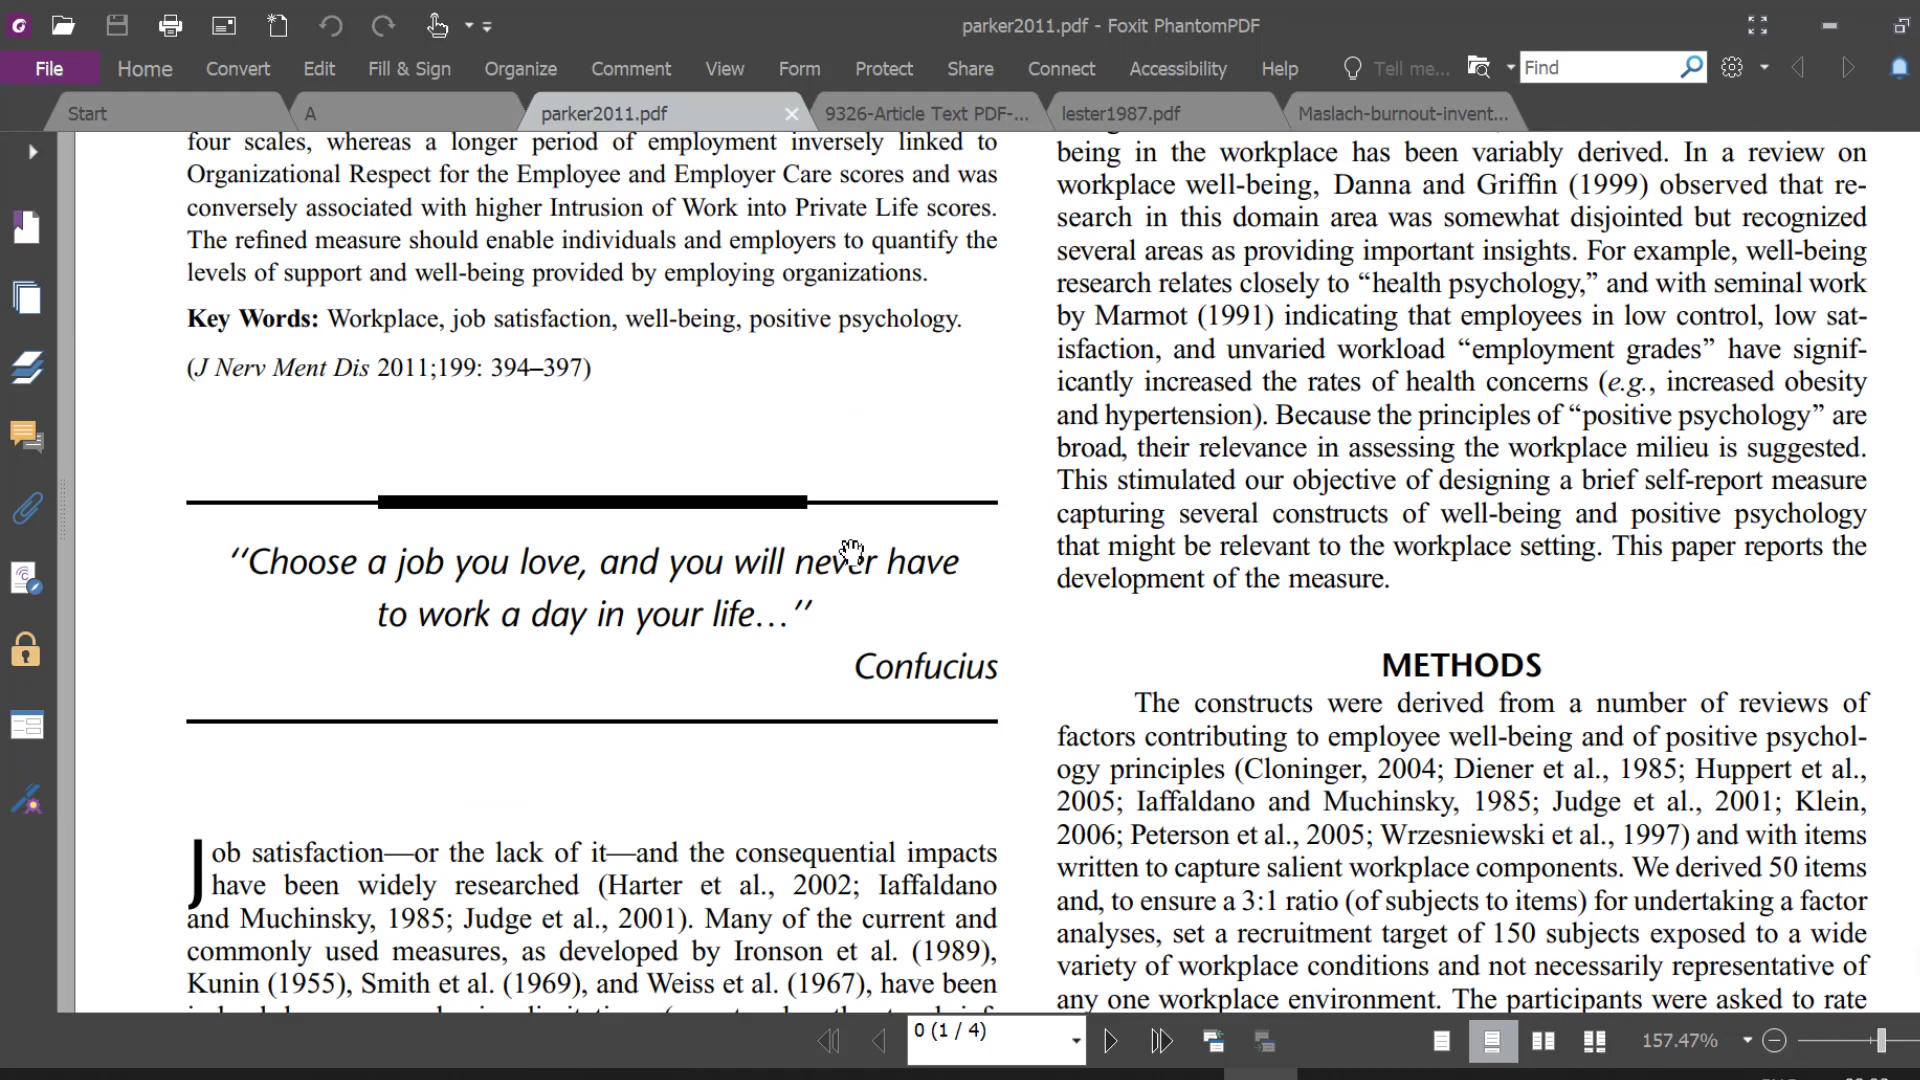 parker2011.pdf - Foxit PhantomPDF
File Home Convert Edit Fill & Sign Organize Comment View Form Protect Share Connect Accessibility Help Tell me... Find
Start A parker2011.pdf 9326-Article Text PDF-... lester1987.pdf Maslach-burnout-invent...
four scales, whereas a longer period of employment inversely linked to
Organizational Respect for the Employee and Employer Care scores and was
conversely associated with higher Intrusion of Work into Private Life scores.
The refined measure should enable individuals and employers to quantify the
levels of support and well-being provided by employing organizations.
Key Words: Workplace, job satisfaction, well-being, positive psychology.
(J Nerv Ment Dis 2011;199: 394–397)
‘‘Choose a job you love, and you will never have
to work a day in your life…’’
Confucius
Job satisfaction—or the lack of it—and the consequential impacts
have been widely researched (Harter et al., 2002; Iaffaldano
and Muchinsky, 1985; Judge et al., 2001). Many of the current and
commonly used measures, as developed by Ironson et al. (1989),
Kunin (1955), Smith et al. (1969), and Weiss et al. (1967), have been
being in the workplace has been variably derived. In a review on
workplace well-being, Danna and Griffin (1999) observed that re-
search in this domain area was somewhat disjointed but recognized
several areas as providing important insights. For example, well-being
research relates closely to “health psychology,” and with seminal work
by Marmot (1991) indicating that employees in low control, low sat-
isfaction, and unvaried workload “employment grades” have signif-
icantly increased the rates of health concerns (e.g., increased obesity
and hypertension). Because the principles of “positive psychology” are
broad, their relevance in assessing the workplace milieu is suggested.
This stimulated our objective of designing a brief self-report measure
capturing several constructs of well-being and positive psychology
that might be relevant to the workplace setting. This paper reports the
development of the measure.
METHODS
The constructs were derived from a number of reviews of
factors contributing to employee well-being and of positive psychol-
ogy principles (Cloninger, 2004; Diener et al., 1985; Huppert et al.,
2005; Iaffaldano and Muchinsky, 1985; Judge et al., 2001; Klein,
2006; Peterson et al., 2005; Wrzesniewski et al., 1997) and with items
written to capture salient workplace components. We derived 50 items
and, to ensure a 3:1 ratio (of subjects to items) for undertaking a factor
analyses, set a recruitment target of 150 subjects exposed to a wide
variety of workplace conditions and not necessarily representative of
any one workplace environment. The participants were asked to rate
0 (1 / 4)
157.47%